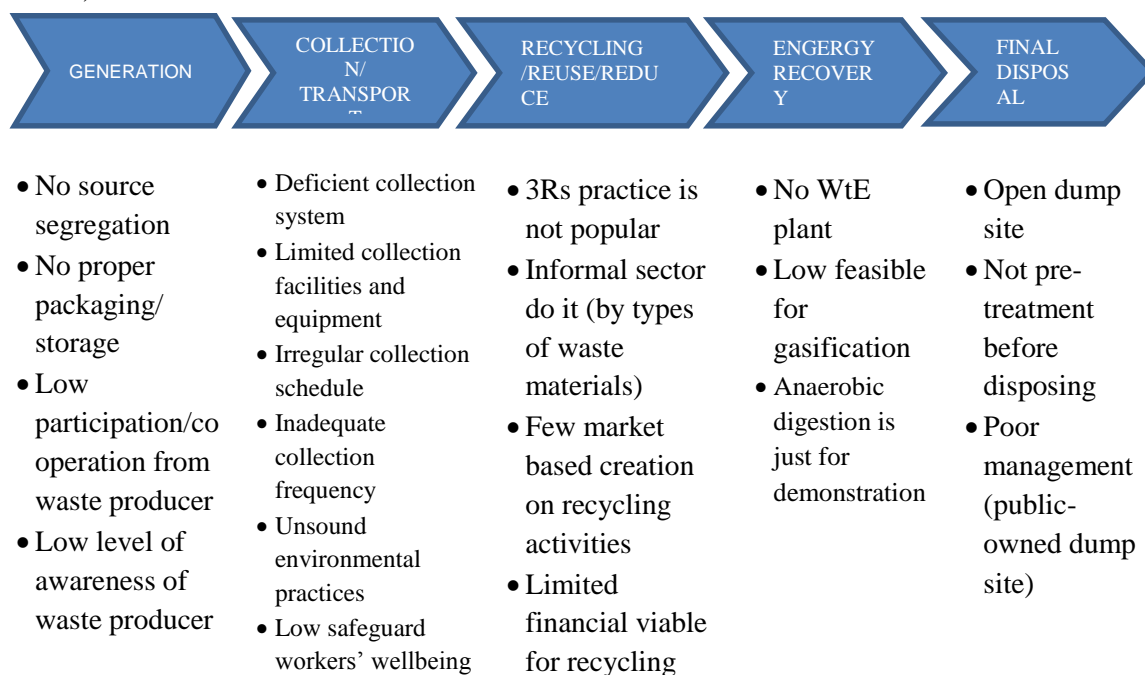 GENERATION
COLLECTIO
N/
TRANSPOR
T
RECYCLING
/REUSE/REDU
CE
ENGERGY
RECOVER
Y
FINAL
DISPOS
AL
• No source
segregation
• No proper
packaging/
storage
• Low
participation/co
operation from
waste producer
• Low level of
awareness of
waste producer
• Deficient collection
system
• Limited collection
facilities and
equipment
• Irregular collection
schedule
• Inadequate
collection
frequency
• Unsound
environmental
practices
• Low safeguard
workers’ wellbeing
• 3Rs practice is
not popular
• Informal sector
do it (by types
of waste
materials)
• Few market
based creation
on recycling
activities
• Limited
financial viable
for recycling
• No WtE
plant
• Low feasible
for
gasification
• Anaerobic
digestion is
just for
demonstration
• Open dump
site
• Not pre-
treatment
before
disposing
• Poor
management
(public-
owned dump
site)